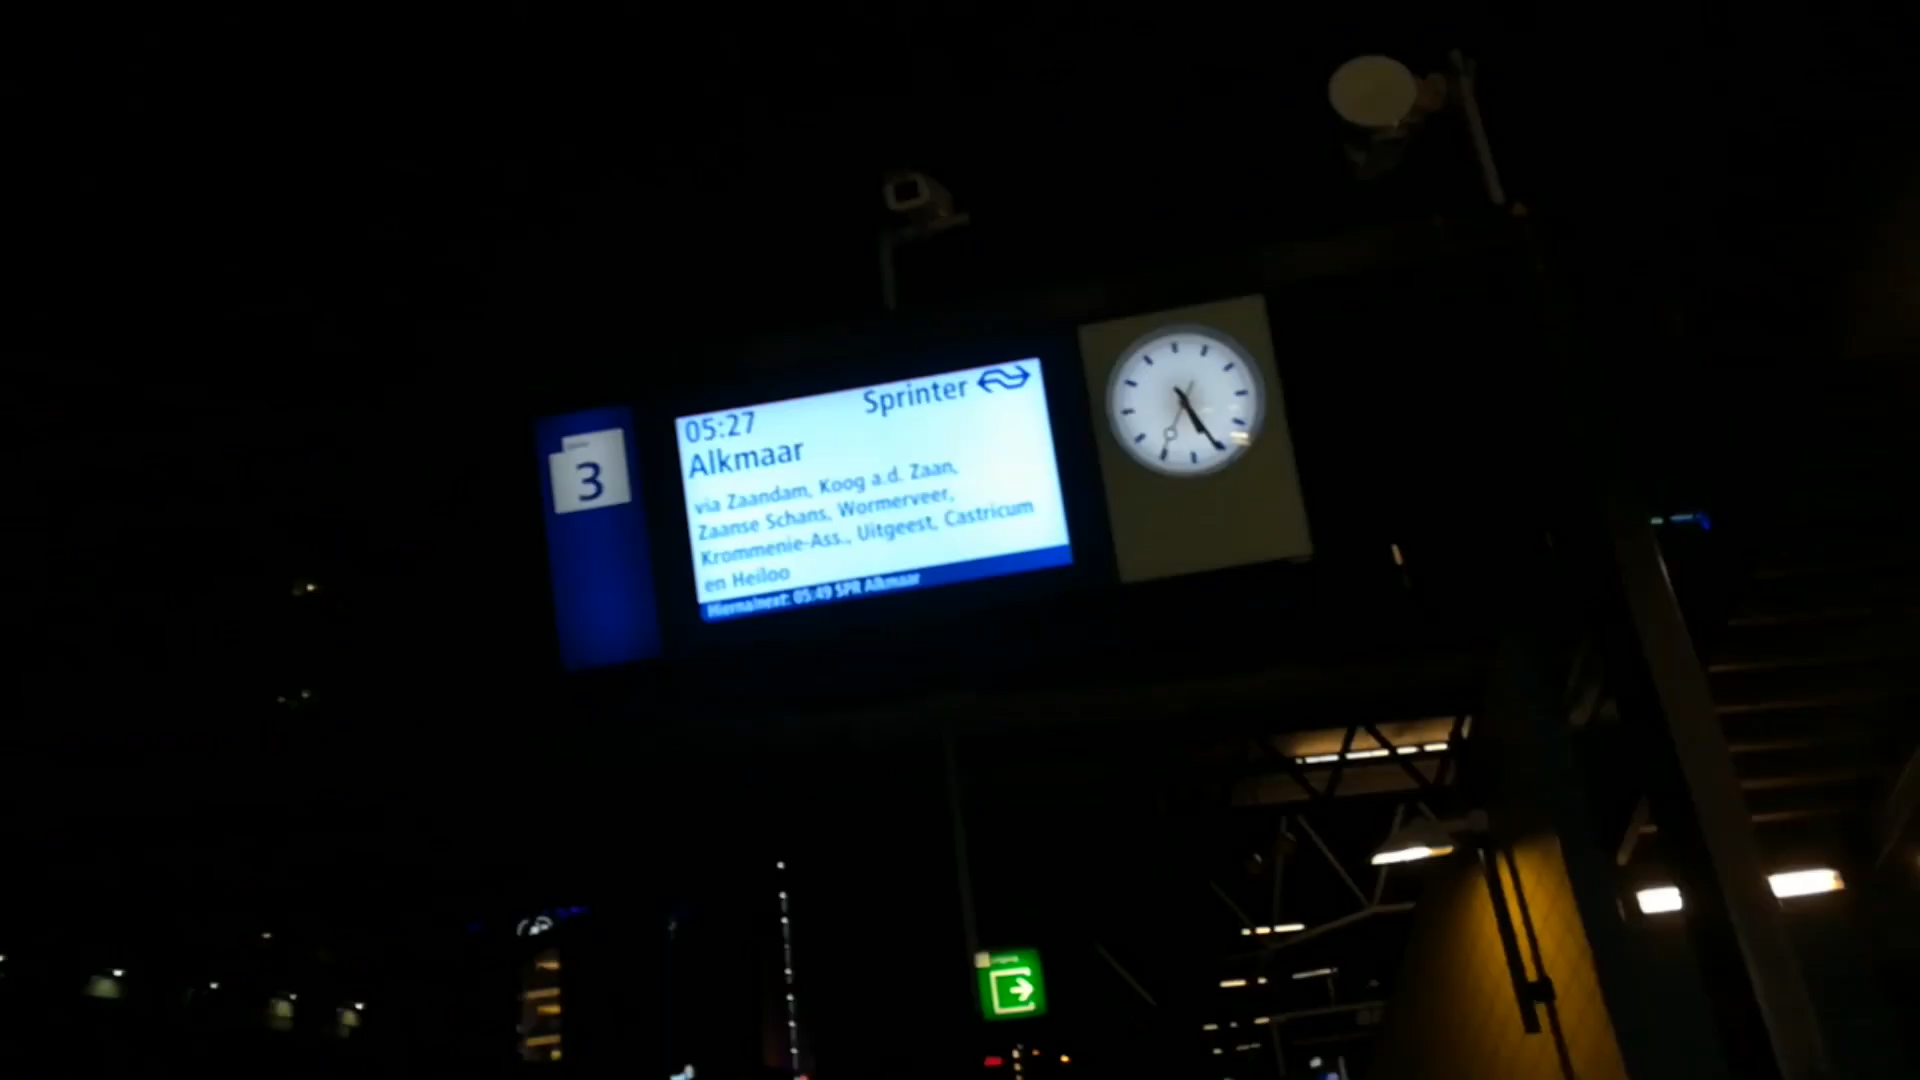 3
05:27
Sprinter
Alkmaar
via Zaandam, Koog a.d. Zaan,
Zaanse Schans, Wormerveer,
Krommenie-Ass., Uitgeest, Castricum
en Heiloo
Hierna/next: 05:49 SPR Alkmaar